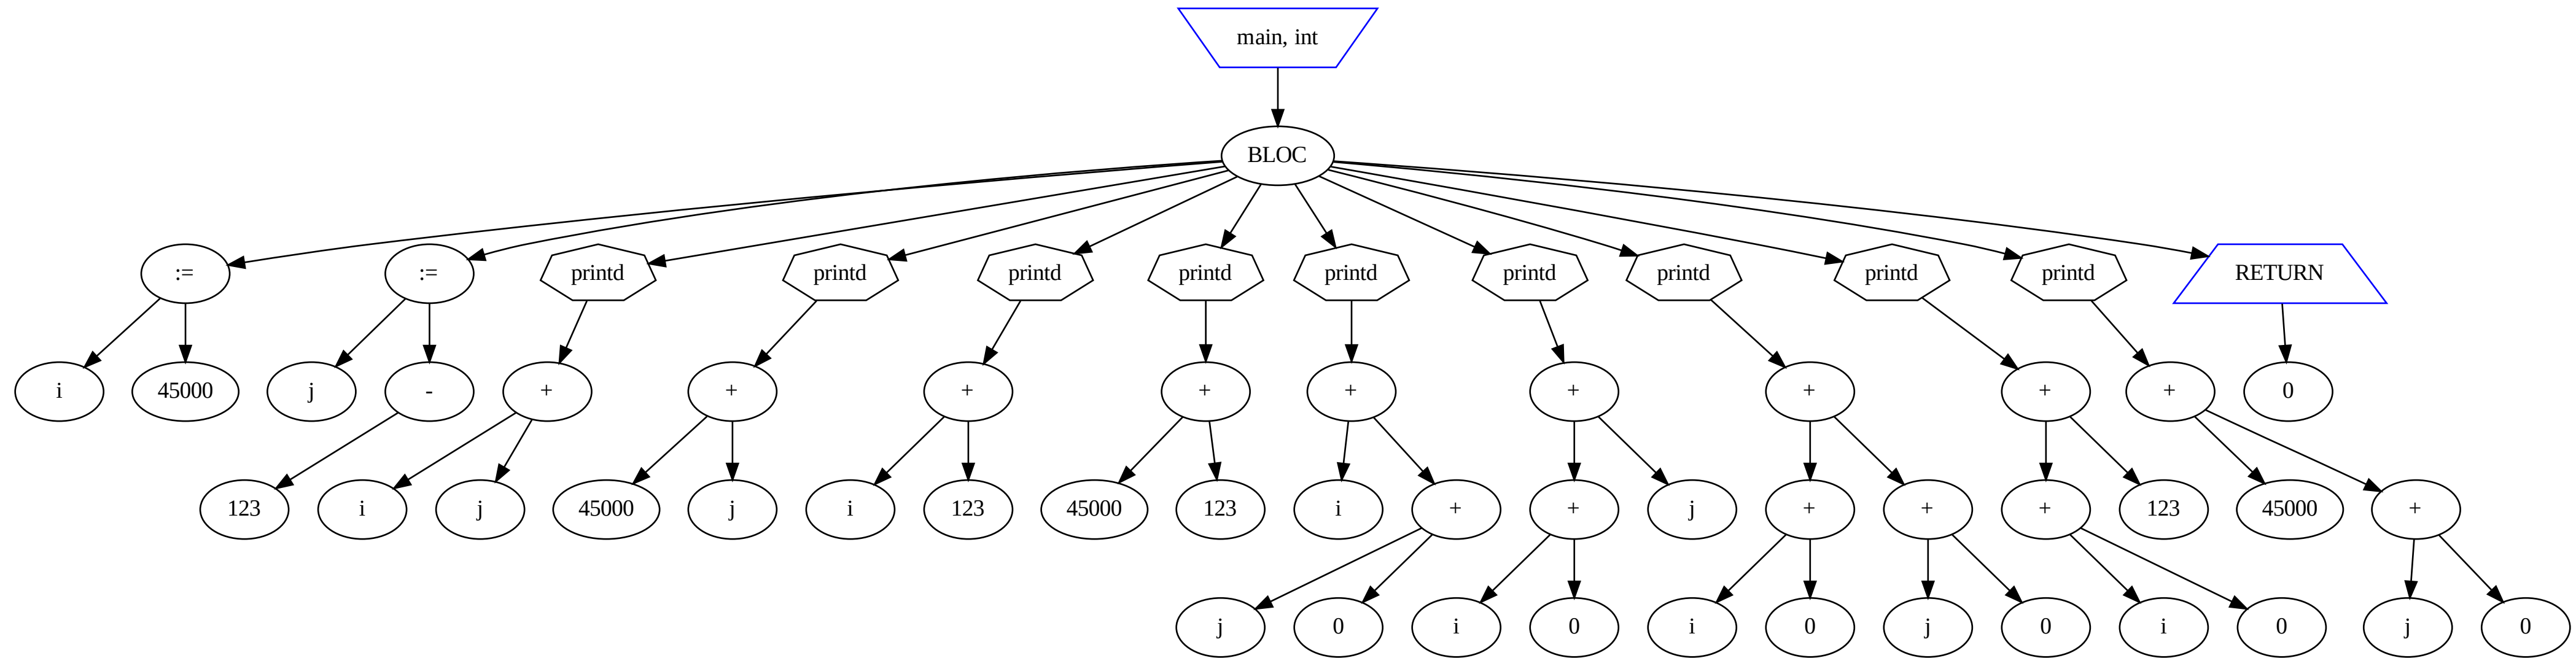 main, int
BLOC
:= := printd printd printd printd printd printd printd printd printd RETURN
i 45000 j - + + + + + + + + + 0
123 i j 45000 j i 123 45000 123 i + + j + + + 123 45000 +
j 0 i 0 i 0 j 0 i 0 j 0